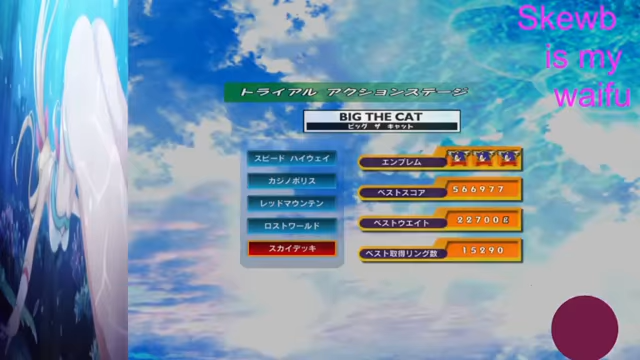 Skewb
is my
waifu
トライアル アクションステージ
BIG THE CAT
ビッグ ザ キャット
スピード ハイウェイ
カジノポリス
レッドマウンテン
ロストワールド
スカイデッキ
エンブレム
ベストスコア
566977
ベストウエイト
22700g
ベスト取得リング数
15290